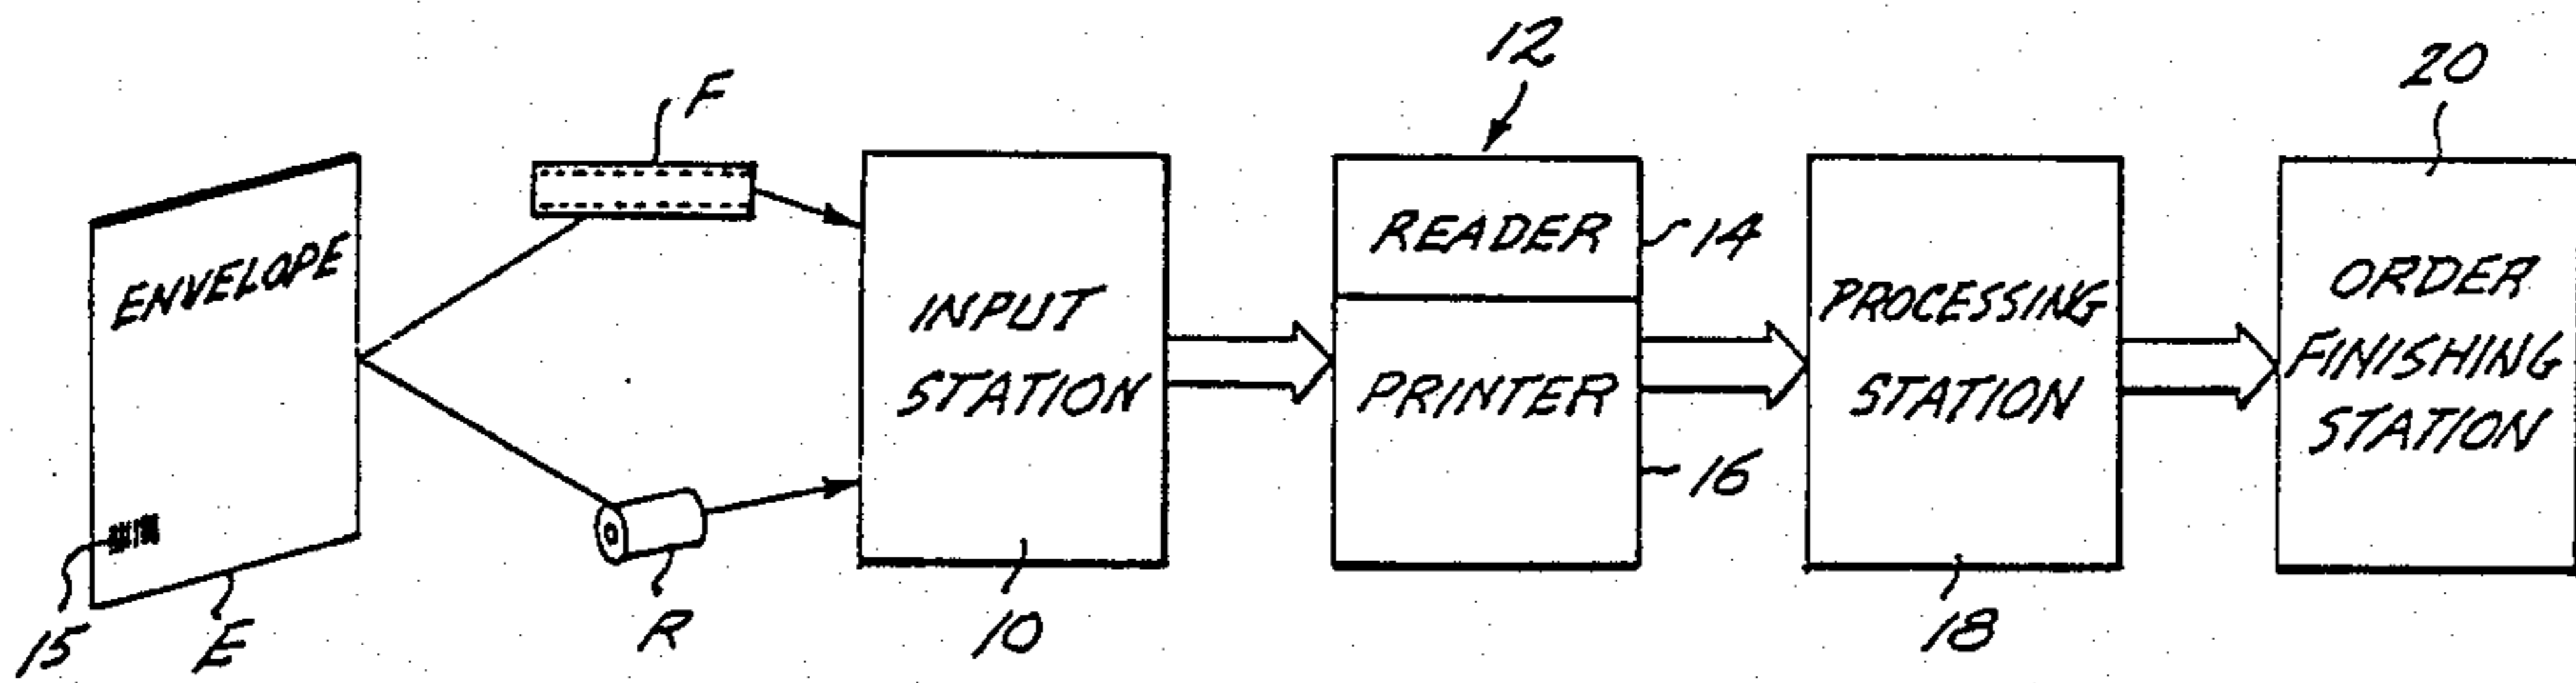 12
20
F
ENVELOPE
READER
14
INPUT
STATION
PRINTER
16
PROCESSING
STATION
ORDER
FINISHING
STATION
15
E
R
10
18